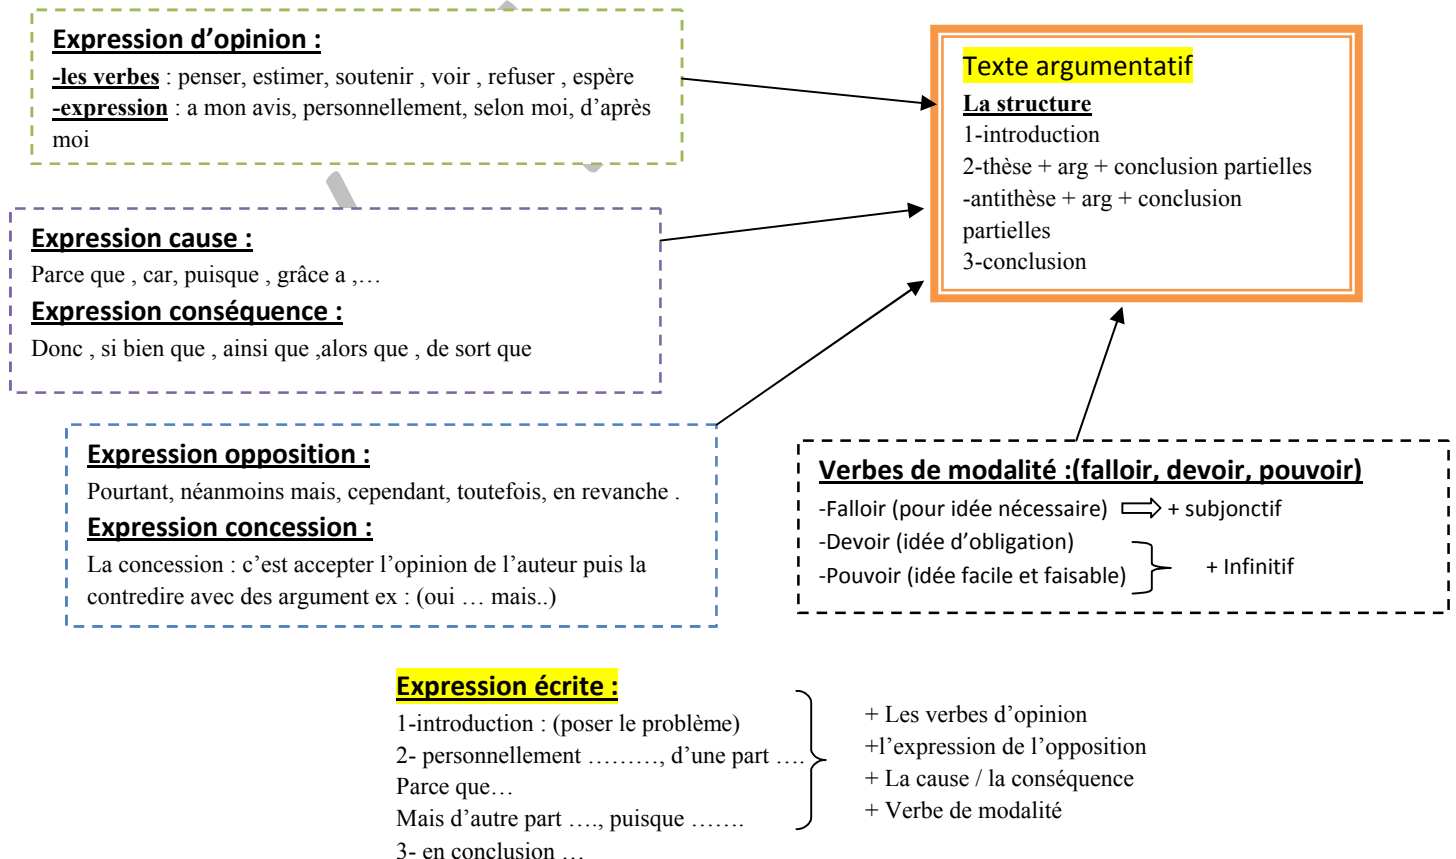 Expression d’opinion :
-les verbes : penser, estimer, soutenir , voir , refuser , espère
-expression : a mon avis, personnellement, selon moi, d’après
moi
Texte argumentatif
La structure
1-introduction
2-thèse + arg + conclusion partielles
-antithèse + arg + conclusion
partielles
3-conclusion
Expression cause :
Parce que , car, puisque , grâce a ,…
Expression conséquence :
Donc , si bien que , ainsi que ,alors que , de sort que
Expression opposition :
Pourtant, néanmoins mais, cependant, toutefois, en revanche .
Expression concession :
La concession : c’est accepter l’opinion de l’auteur puis la
contredire avec des argument ex : (oui … mais..)
Verbes de modalité :(falloir, devoir, pouvoir)
-Falloir (pour idée nécessaire) + subjonctif
-Devoir (idée d’obligation)
-Pouvoir (idée facile et faisable)
+ Infinitif
Expression écrite :
1-introduction : (poser le problème)
2- personnellement ………, d’une part ….
Parce que…
Mais d’autre part …., puisque …….
3- en conclusion …
+ Les verbes d’opinion
+l’expression de l’opposition
+ La cause / la conséquence
+ Verbe de modalité